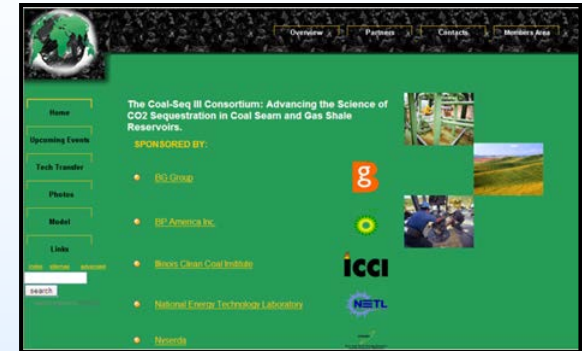 Overview
Partners
Contacts
Members Area
Home
Upcoming Events
Tech Transfer
Photos
Model
Links
search
The Coal-Seq III Consortium: Advancing the Science of
CO2 Sequestration in Coal Seam and Gas Shale
Reservoirs.
SPONSORED BY:
BG Group
g
BP America Inc.
Illinois Clean Coal Institute
ICCI
National Energy Technology Laboratory
NETL
Nyserda